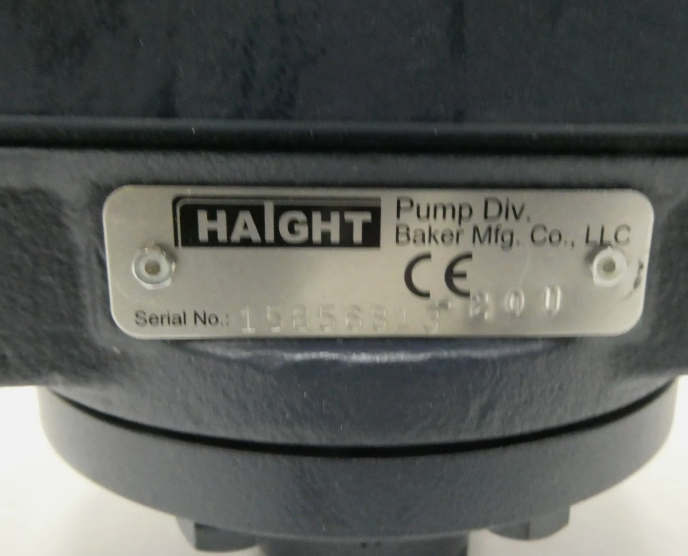 HAIGHT
Pump Div.
Baker Mfg. Co., LLC
CE
Serial No.: